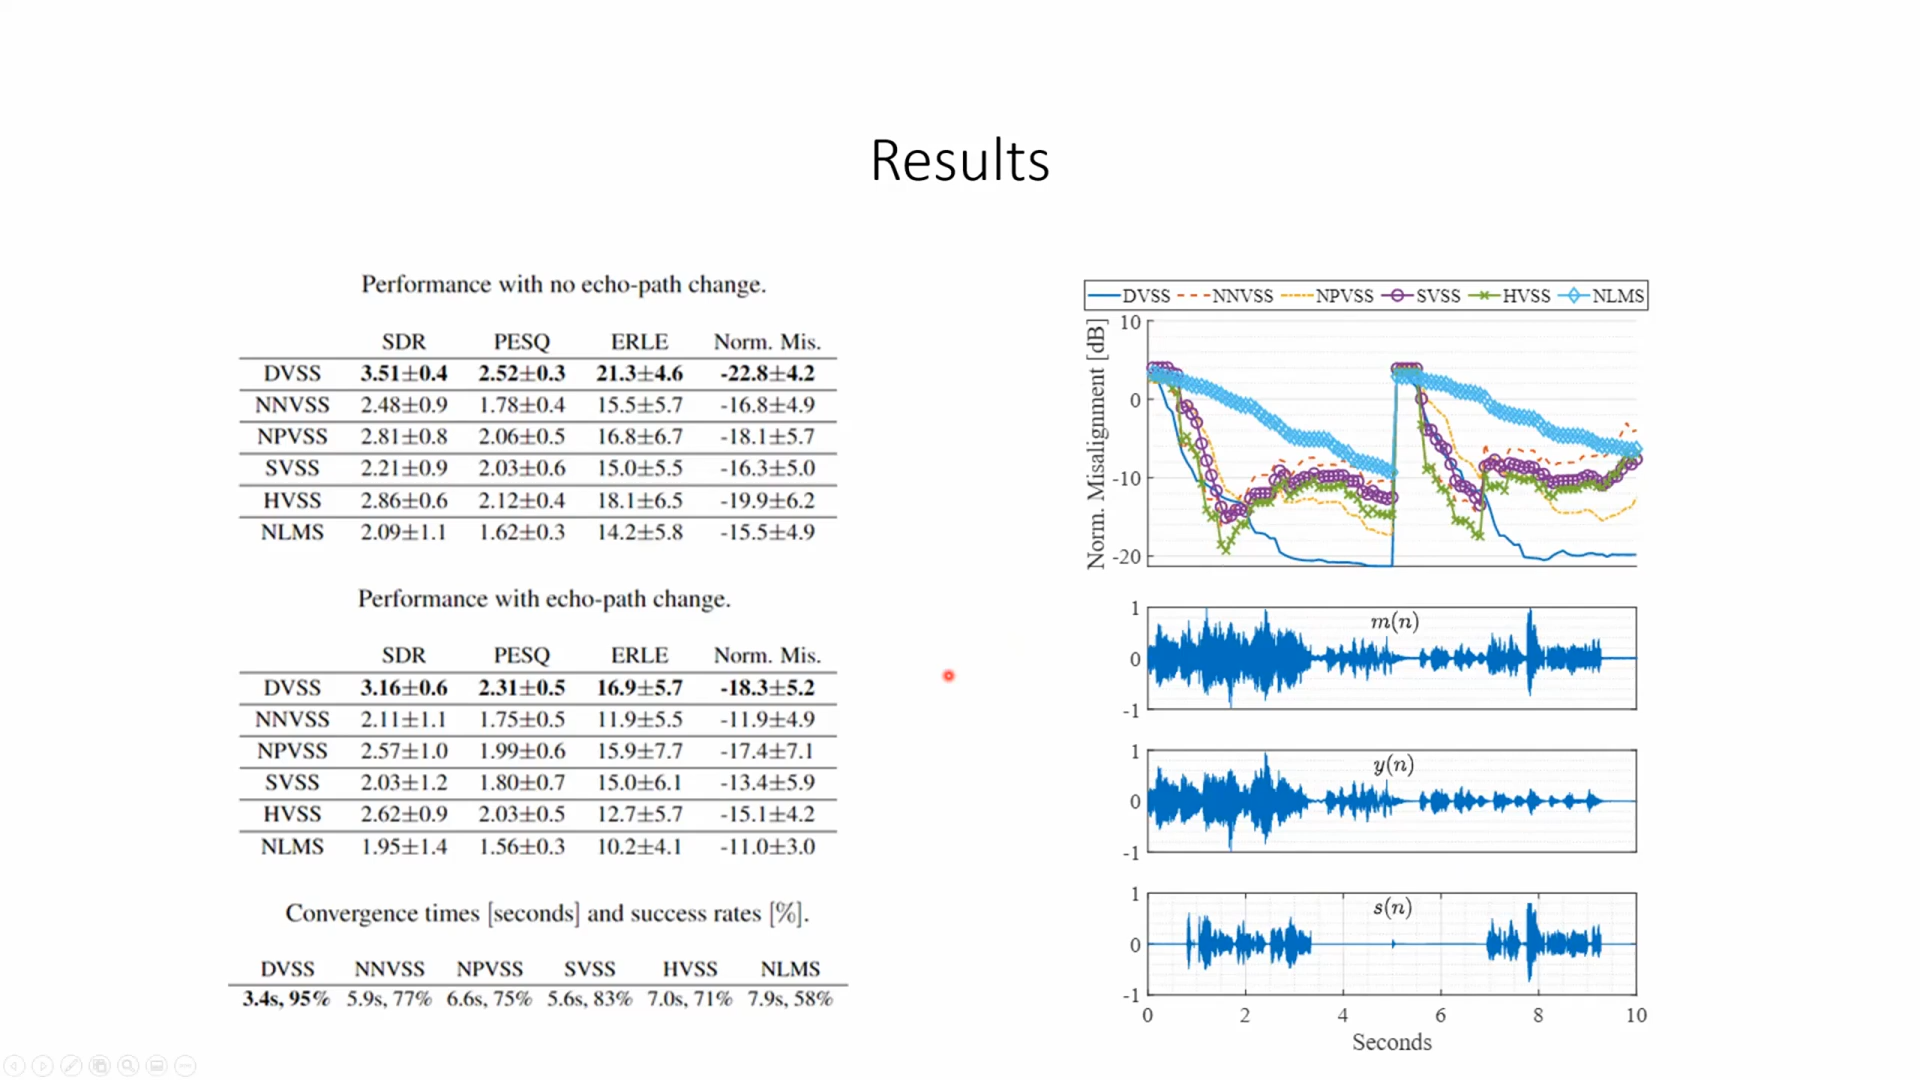 Results
Performance with no echo-path change.
SDR PESQ ERLE Norm. Mis.
DVSS 3.51±0.4 2.52±0.3 21.3±4.6 -22.8±4.2
NNVSS 2.48±0.9 1.78±0.4 15.5±5.7 -16.8±4.9
NPVSS 2.81±0.8 2.06±0.5 16.8±6.7 -18.1±5.7
SVSS 2.21±0.9 2.03±0.6 15.0±5.5 -16.3±5.0
HVSS 2.86±0.6 2.12±0.4 18.1±6.5 -19.9±6.2
NLMS 2.09±1.1 1.62±0.3 14.2±5.8 -15.5±4.9
Performance with echo-path change.
SDR PESQ ERLE Norm. Mis.
DVSS 3.16±0.6 2.31±0.5 16.9±5.7 -18.3±5.2
NNVSS 2.11±1.1 1.75±0.5 11.9±5.5 -11.9±4.9
NPVSS 2.57±1.0 1.99±0.6 15.9±7.7 -17.4±7.1
SVSS 2.03±1.2 1.80±0.7 15.0±6.1 -13.4±5.9
HVSS 2.62±0.9 2.03±0.5 12.7±5.7 -15.1±4.2
NLMS 1.95±1.4 1.56±0.3 10.2±4.1 -11.0±3.0
Convergence times [seconds] and success rates [%].
DVSS NNVSS NPVSS SVSS HVSS NLMS
3.4s, 95% 5.9s, 77% 6.6s, 75% 5.6s, 83% 7.0s, 71% 7.9s, 58%
DVSS NNVSS NPVSS SVSS HVSS NLMS
Norm. Misalignment [dB]
10
0
-10
-20
m(n)
1
0
-1
y(n)
1
0
-1
s(n)
1
0
-1
0 2 4 6 8 10
Seconds